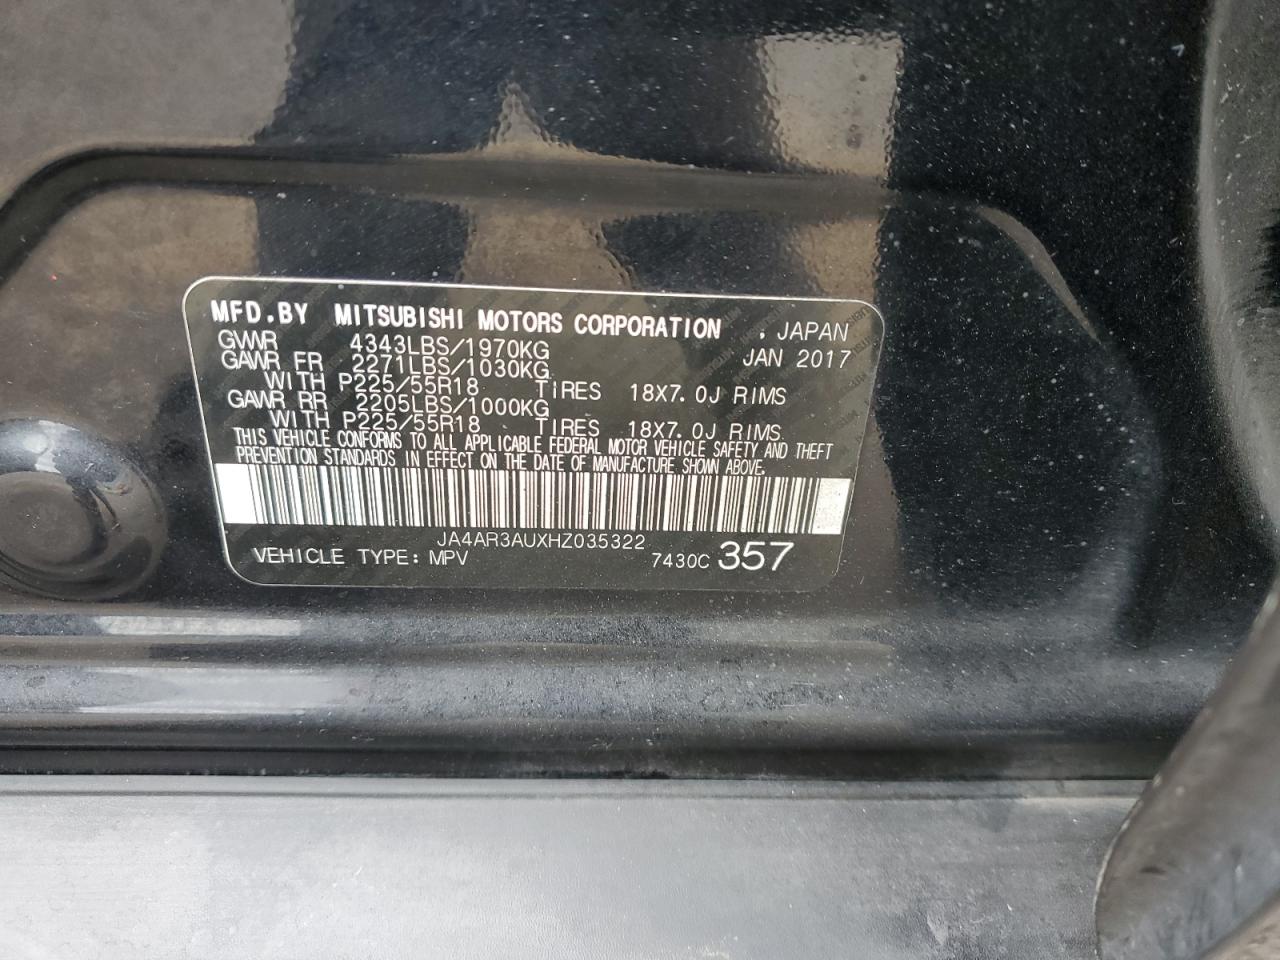 MFD.BY MITSUBISHI MOTORS CORPORATION , JAPAN
GVWR 4343LBS/1970KG JAN 2017
GAWR FR 2271LBS/1030KG
WITH P225/55R18 TIRES 18X7.0J RIMS
GAWR RR 2205LBS/1000KG
WITH P225/55R18 TIRES 18X7.0J RIMS
THIS VEHICLE CONFORMS TO ALL APPLICABLE FEDERAL MOTOR VEHICLE SAFETY AND THEFT
PREVENTION STANDARDS IN EFFECT ON THE DATE OF MANUFACTURE SHOWN ABOVE.
JA4AR3AUXHZ035322
VEHICLE TYPE: MPV 7430C 357